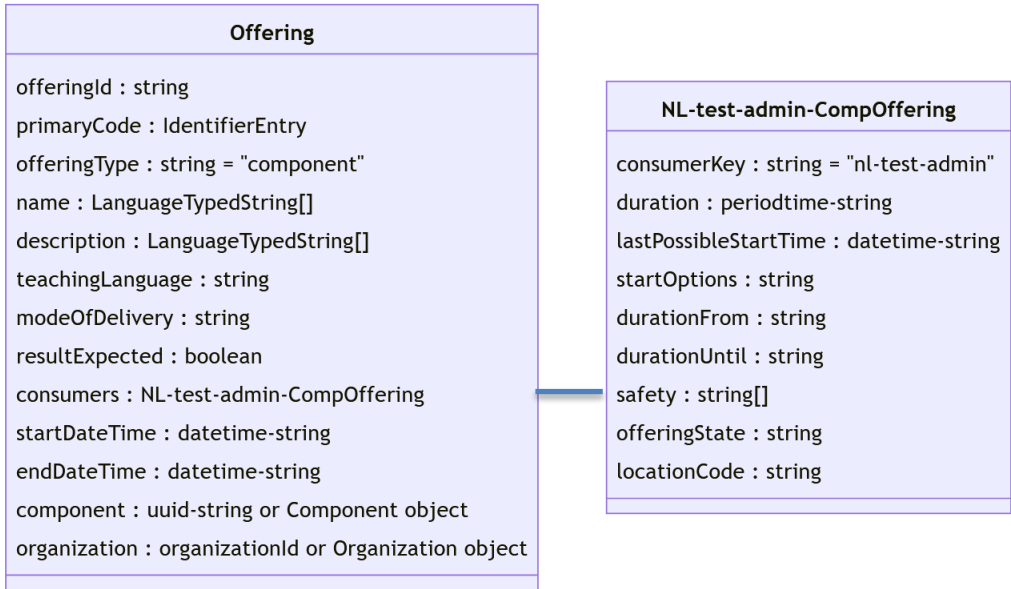 Offering
offeringId : string
primaryCode : IdentifierEntry
offeringType : string = "component"
name : LanguageTypedString[]
description : LanguageTypedString[]
teachingLanguage : string
modeOfDelivery : string
resultExpected : boolean
consumers : NL-test-admin-CompOffering
startDateTime : datetime-string
endDateTime : datetime-string
component : uuid-string or Component object
organization : organizationId or Organization object
NL-test-admin-CompOffering
consumerKey : string = "nl-test-admin"
duration : periodtime-string
lastPossibleStartTime : datetime-string
startOptions : string
durationFrom : string
durationUntil : string
safety : string[]
offeringState : string
locationCode : string